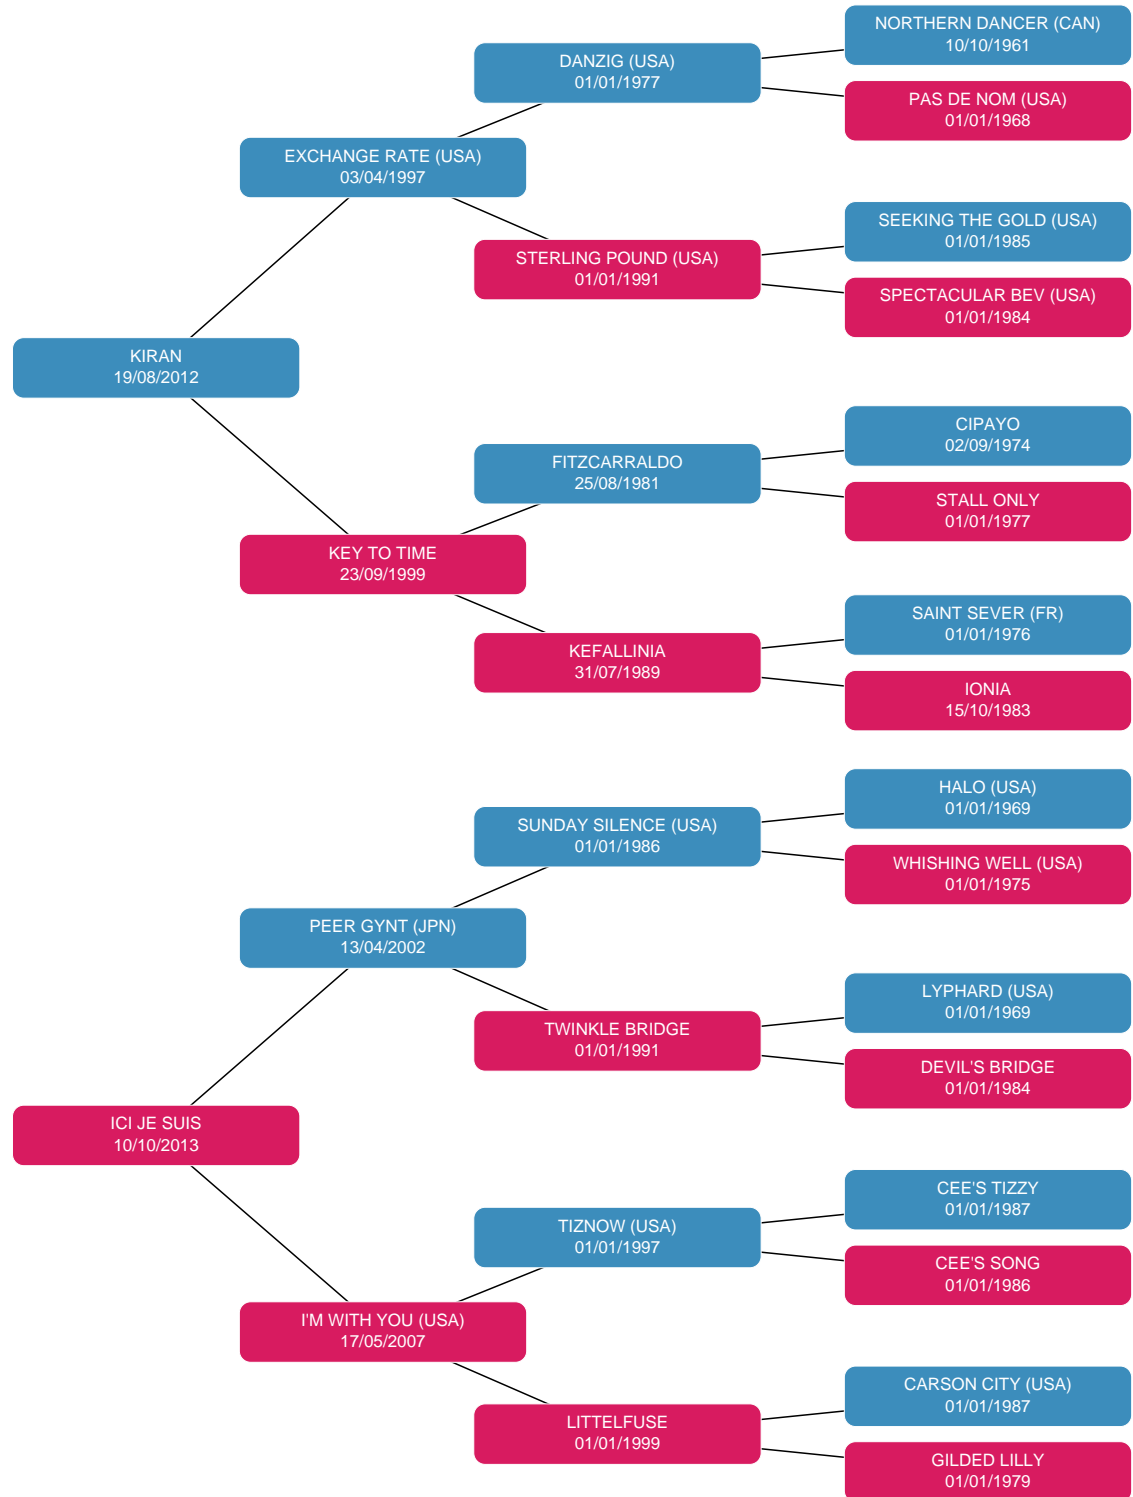 NORTHERN DANCER (CAN)
10/10/1961
DANZIG (USA)
01/01/1977
PAS DE NOM (USA)
01/01/1968
EXCHANGE RATE (USA)
03/04/1997
SEEKING THE GOLD (USA)
01/01/1985
STERLING POUND (USA)
01/01/1991
SPECTACULAR BEV (USA)
01/01/1984
KIRAN
19/08/2012
CIPAYO
02/09/1974
FITZCARRALDO
25/08/1981
STALL ONLY
01/01/1977
KEY TO TIME
23/09/1999
SAINT SEVER (FR)
01/01/1976
KEFALLINIA
31/07/1989
IONIA
15/10/1983
HALO (USA)
01/01/1969
SUNDAY SILENCE (USA)
01/01/1986
WHISHING WELL (USA)
01/01/1975
PEER GYNT (JPN)
13/04/2002
LYPHARD (USA)
01/01/1969
TWINKLE BRIDGE
01/01/1991
DEVIL'S BRIDGE
01/01/1984
ICI JE SUIS
10/10/2013
CEE'S TIZZY
01/01/1987
TIZNOW (USA)
01/01/1997
CEE'S SONG
01/01/1986
I'M WITH YOU (USA)
17/05/2007
CARSON CITY (USA)
01/01/1987
LITTELFUSE
01/01/1999
GILDED LILLY
01/01/1979